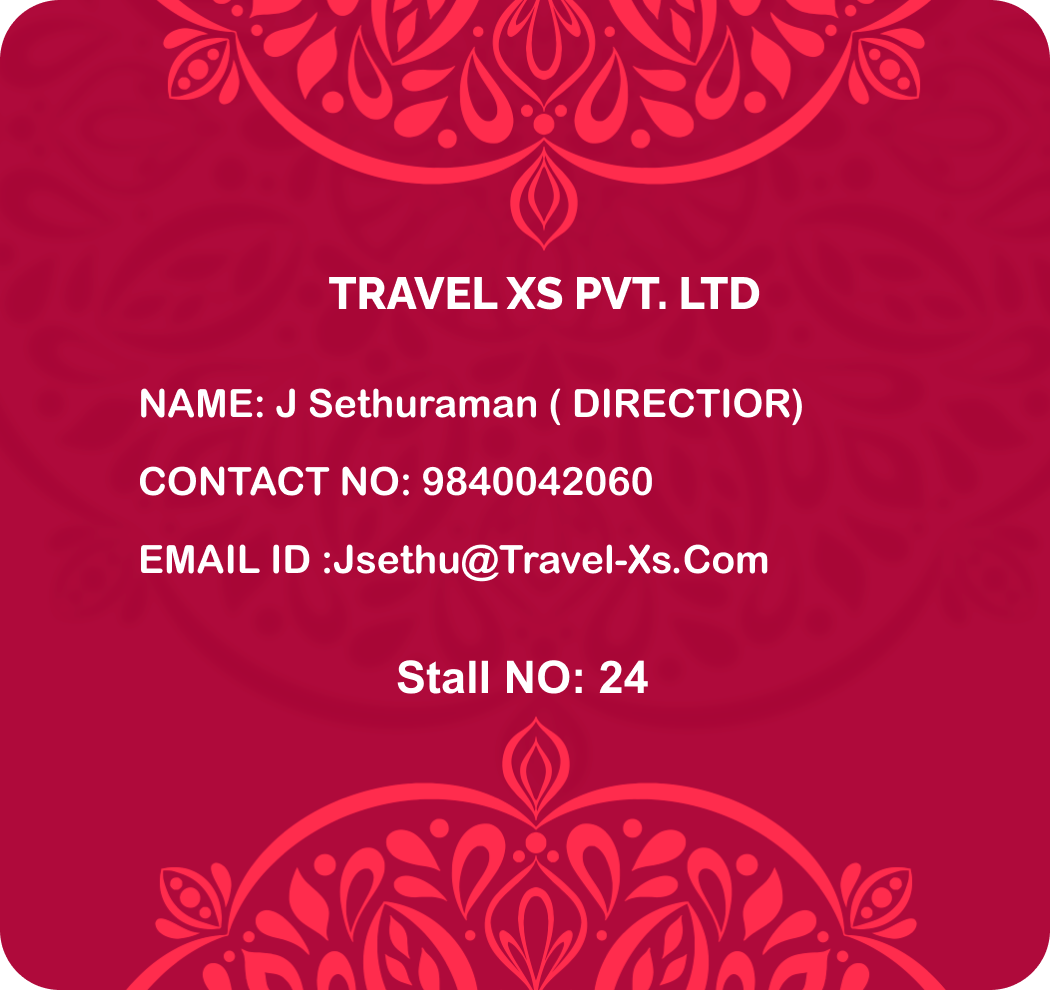 TRAVEL XS PVT. LTD
NAME: J Sethuraman ( DIRECTIOR)
CONTACT NO: 9840042060
EMAIL ID :Jsethu@Travel-Xs.Com
Stall NO: 24